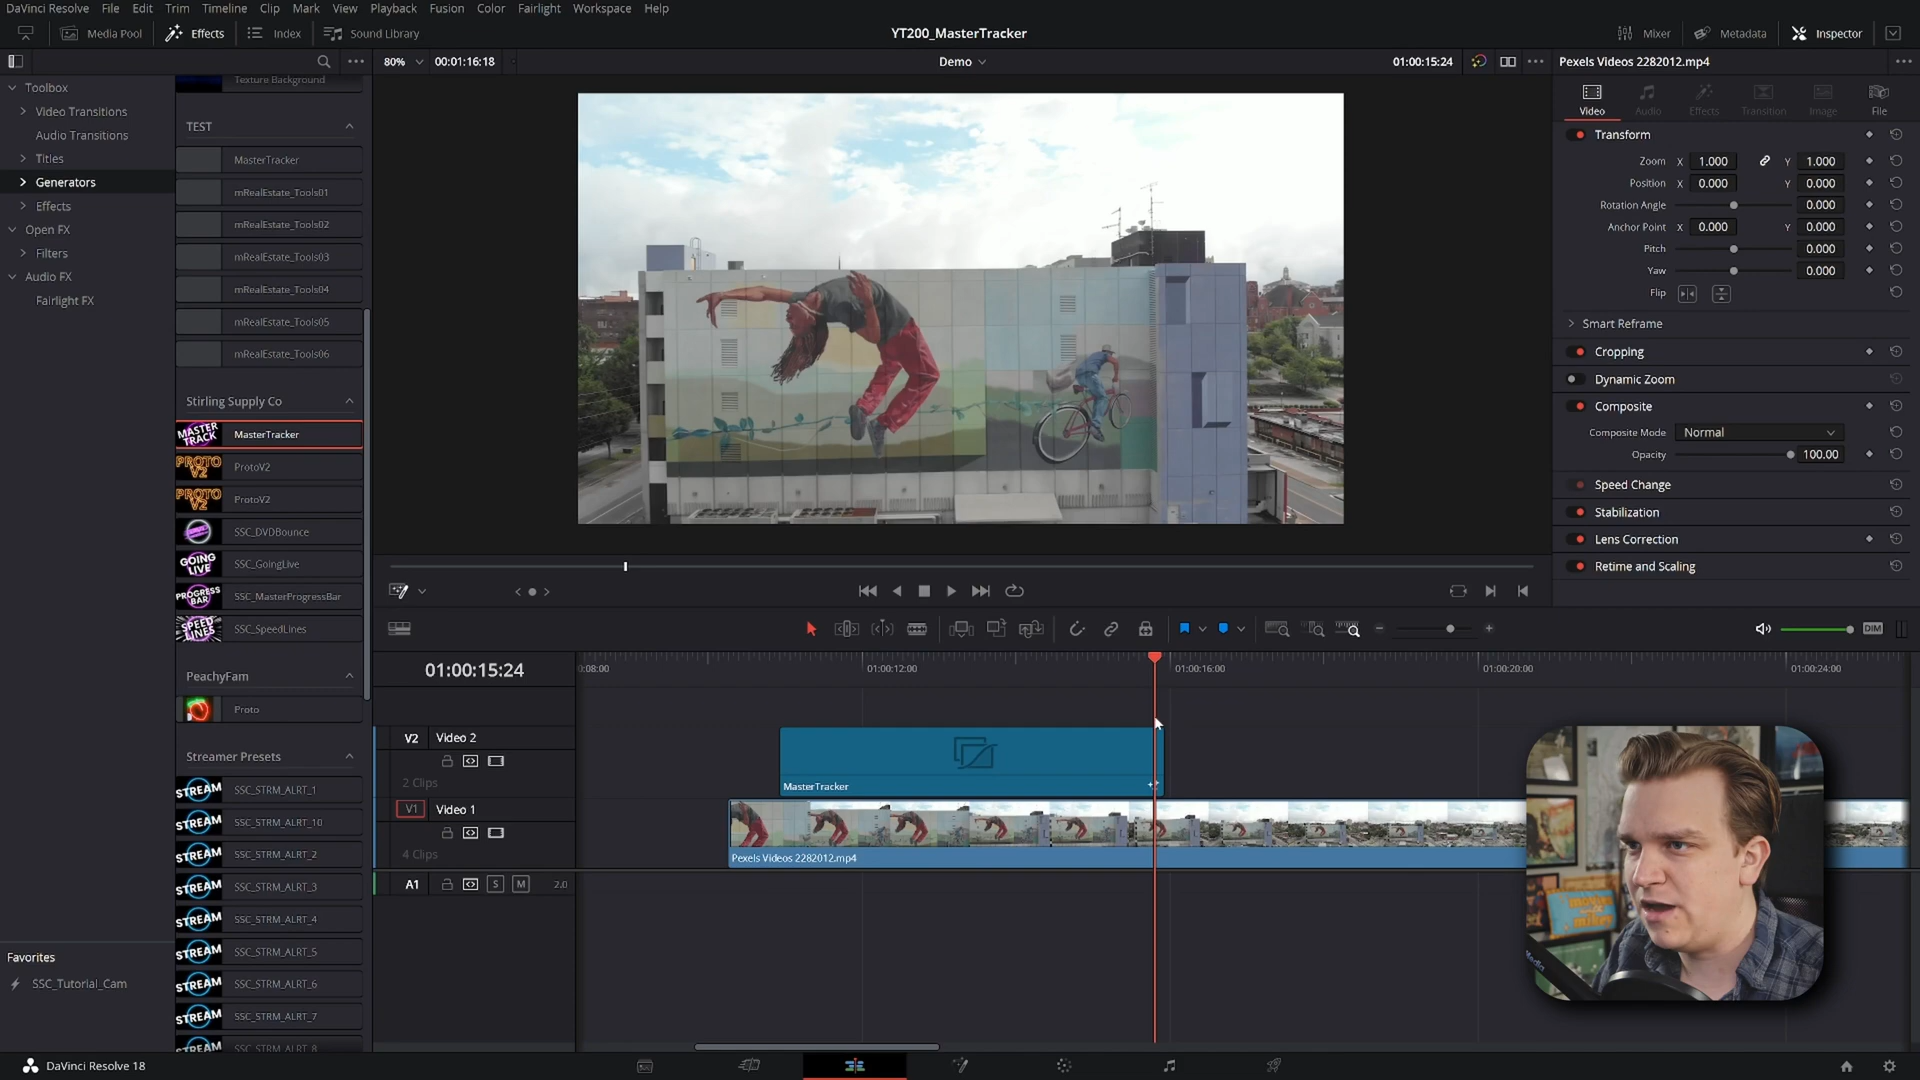 DaVinci Resolve File Edit Trim Timeline Clip Mark View Playback Fusion Color Fairlight Workspace Help
Media Pool Effects Index Sound Library YT200_MasterTracker Mixer Metadata Inspector
80% 00:01:16:18 Demo 01:00:15:24 Pexels Videos 2282012.mp4
Toolbox
Video Transitions
Audio Transitions
Titles
Generators
Effects
Open FX
Filters
Audio FX
Fairlight FX
Favorites
SSC_Tutorial_Cam
Texture Background
TEST
MasterTracker
mRealEstate_Tools01
mRealEstate_Tools02
mRealEstate_Tools03
mRealEstate_Tools04
mRealEstate_Tools05
mRealEstate_Tools06
Stirling Supply Co
MASTER TRACK MasterTracker
PROTO V2 ProtoV2
PROTO V2 ProtoV2
SSC_DVDBounce
GOING LIVE SSC_GoingLive
PROGRESS BAR SSC_MasterProgressBar
SPEED LINES SSC_SpeedLines
PeachyFam
Proto
Streamer Presets
STREAM SSC_STRM_ALRT_1
STREAM SSC_STRM_ALRT_10
STREAM SSC_STRM_ALRT_2
STREAM SSC_STRM_ALRT_3
STREAM SSC_STRM_ALRT_4
STREAM SSC_STRM_ALRT_5
STREAM SSC_STRM_ALRT_6
STREAM SSC_STRM_ALRT_7
STREAM SSC_STRM_ALRT_8
Video Audio Effects Transition Image File
Transform
Zoom X 1.000 Y 1.000
Position X 0.000 Y 0.000
Rotation Angle 0.000
Anchor Point X 0.000 Y 0.000
Pitch 0.000
Yaw 0.000
Flip
Smart Reframe
Cropping
Dynamic Zoom
Composite
Composite Mode Normal
Opacity 100.00
Speed Change
Stabilization
Lens Correction
Retime and Scaling
DIM
01:00:15:24
0:08:00 01:00:12:00 01:00:16:00 01:00:20:00 01:00:24:00
V2 Video 2
2 Clips
MasterTracker
V1 Video 1
4 Clips
Pexels Videos 2282012.mp4
A1 S M 2.0
DaVinci Resolve 18